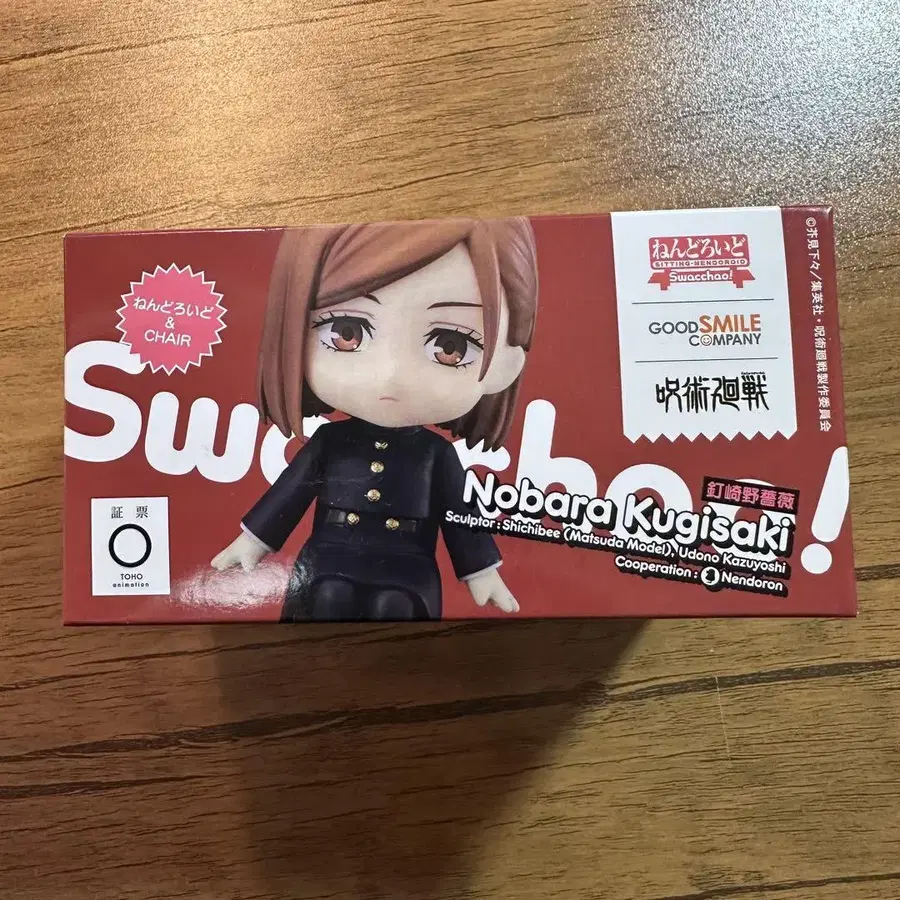 ねんどろいど
&
CHAIR
Swacchao!
ねんどろいど
SITTING-NENDOROID
Swacchao!
GOOD SMILE
COMPANY
呪術廻戦
©芥見下々/集英社・呪術廻戦製作委員会
証票
TOHO
animation
釘崎野薔薇
Nobara Kugisaki
Sculptor : Shichibee (Matsuda Model), Udono Kazuyoshi
Cooperation : Nendoron